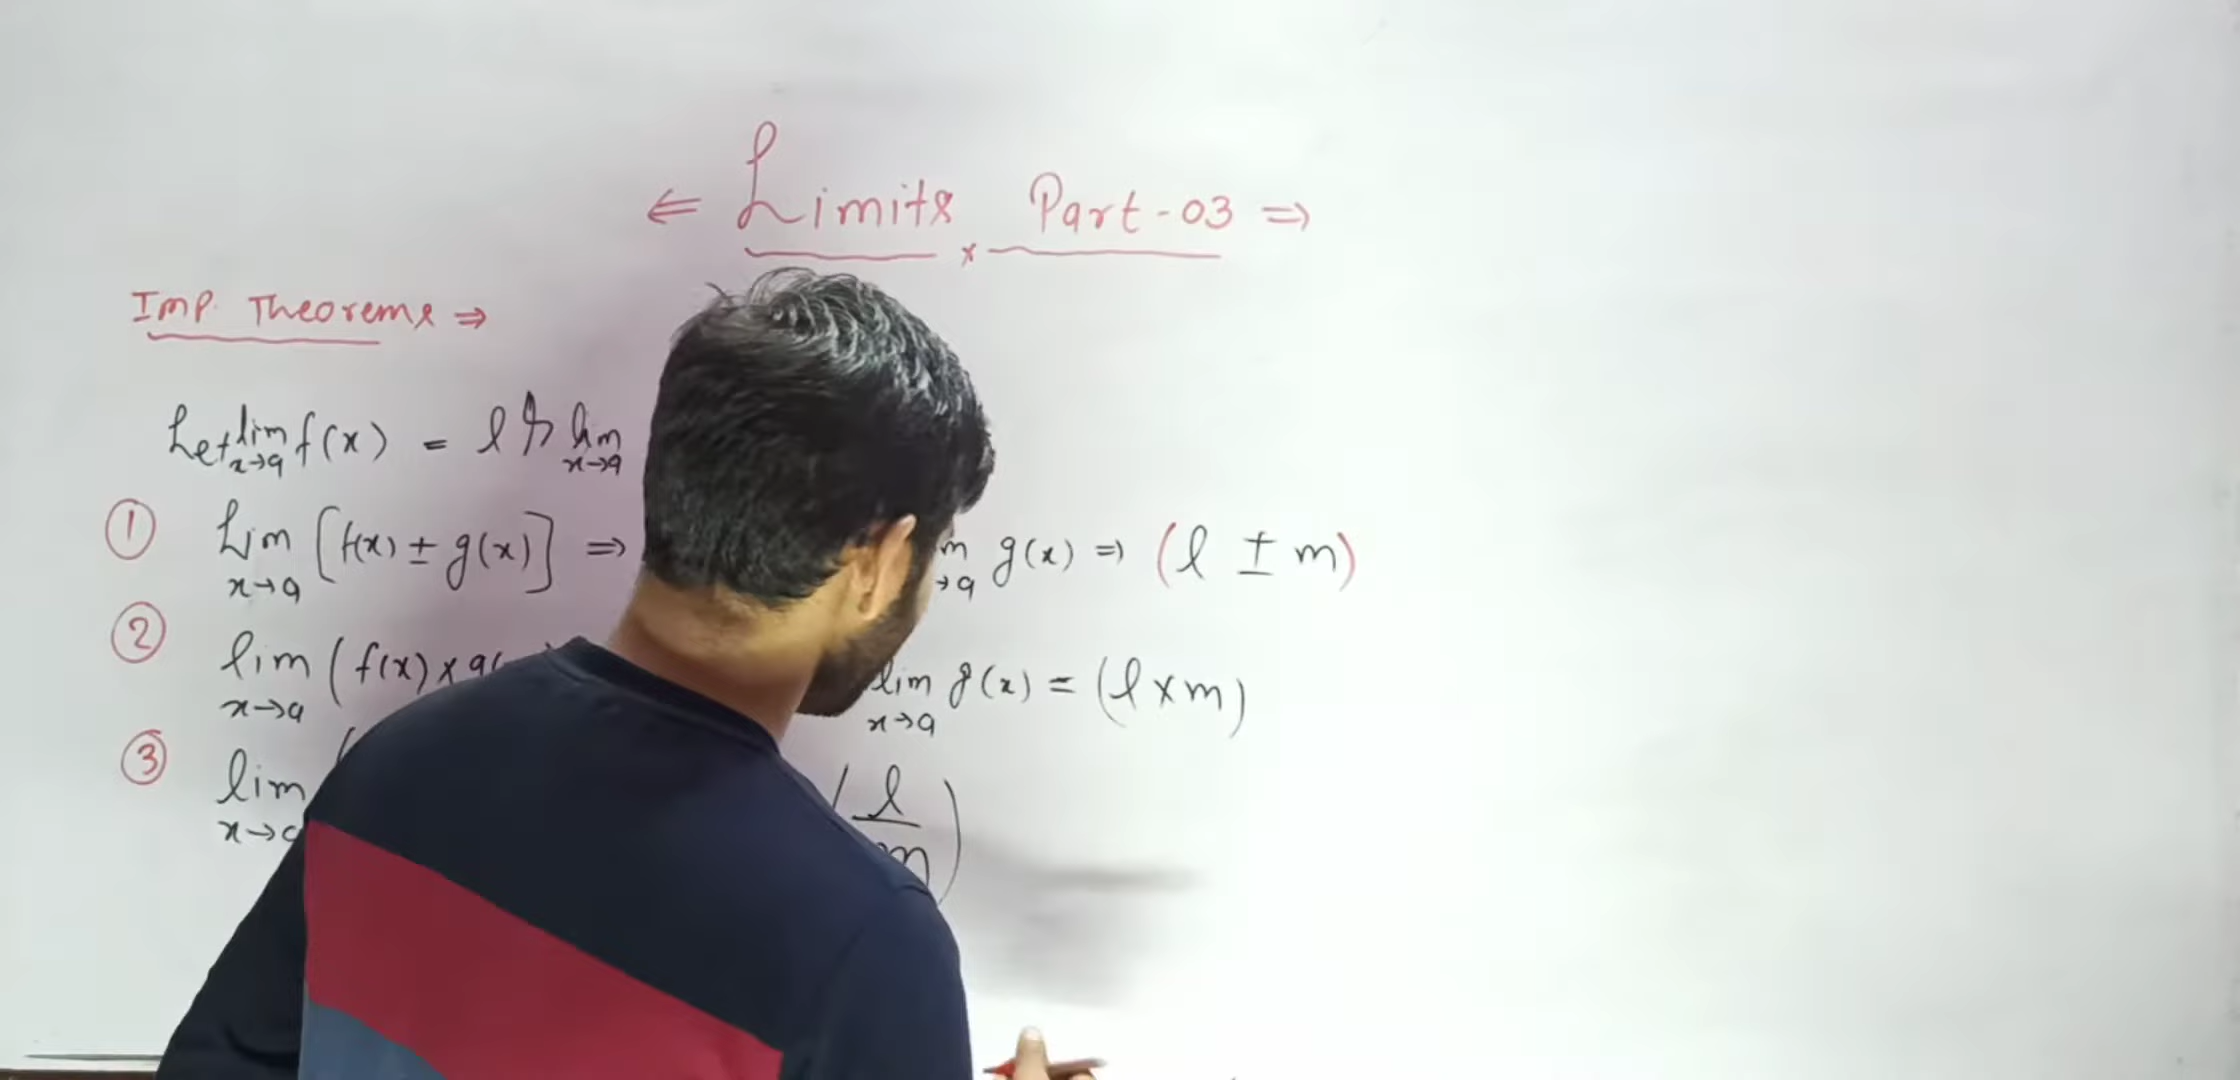 ⇐ Limits Part-03 ⇒
Imp. Theorems ⇒
Let lim x→a f(x) = l & lim x→a
① Lim x→a [f(x) ± g(x)] ⇒ g(x) ⇒ (l ± m)
② lim x→a (f(x) × lim x→a g(x) = (l × m)
③ lim (l/m)